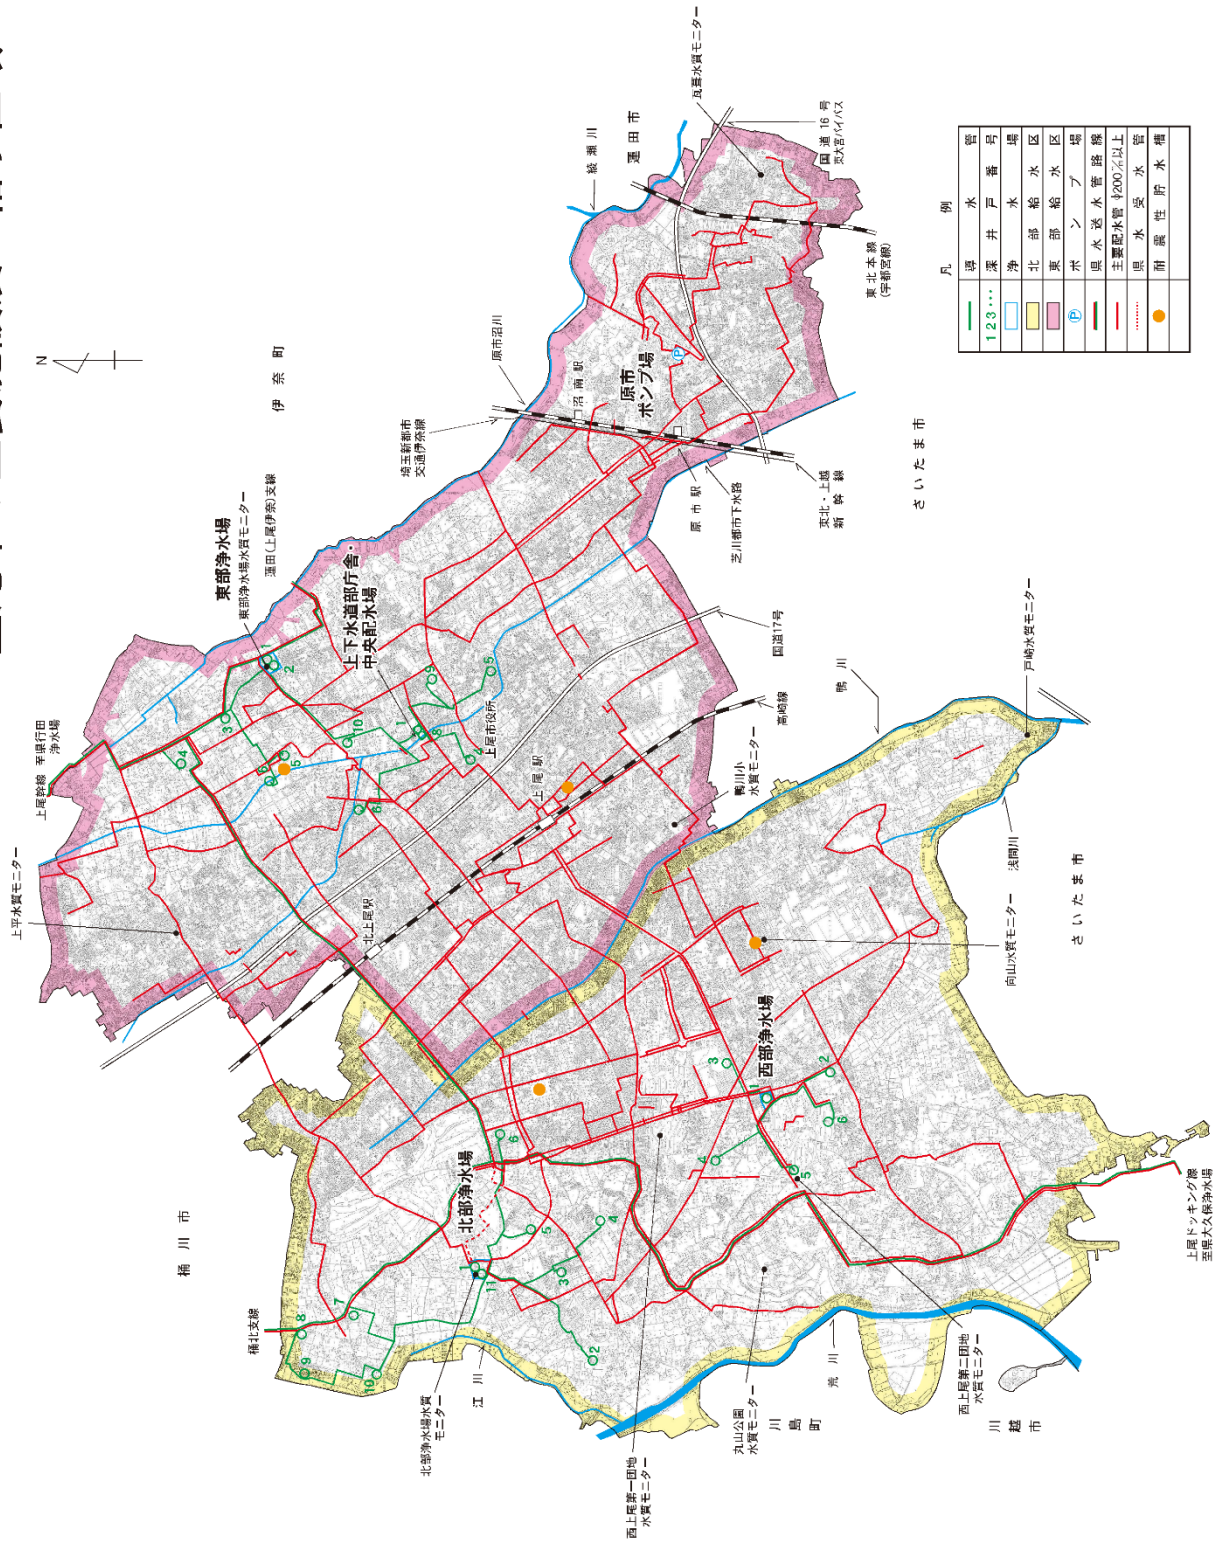 N
上平水質モニター
上尾幹線 至県行田
浄水場
東部浄水場
東部浄水場水質モニター
蓮田(上尾伊奈)支線
伊奈町
埼玉新都市
交通伊奈線
原市沼川
綾瀬川
蓮田市
瓦葺水質モニター
国道16号
東大宮バイパス
東北本線
(宇都宮線)
沼南駅
原市
ポンプ場
P
原市駅
芝川都市下水路
東北・上越
新幹線
さいたま市
上下水道部庁舎・
中央配水場
上尾市役所
国道17号
高崎線
上尾駅
北上尾駅
鴨川小
水質モニター
鴨川
戸崎水質モニター
浅間川
向山水質モニター
さいたま市
桶川市
桶北支線
北部浄水場
北部浄水場水質
モニター
江川
西部浄水場
西上尾第一団地
水質モニター
丸山公園
水質モニター
川島町
荒川
西上尾第二団地
水質モニター
川越市
上尾ドッキング線
至県大久保浄水場
凡例
導水管
123… 深井戸番号
浄水場
北部給水区
東部給水区
P ポンプ場
県水送水管路線
主要配水管 φ200㎜以上
県水受水管
耐震性貯水槽